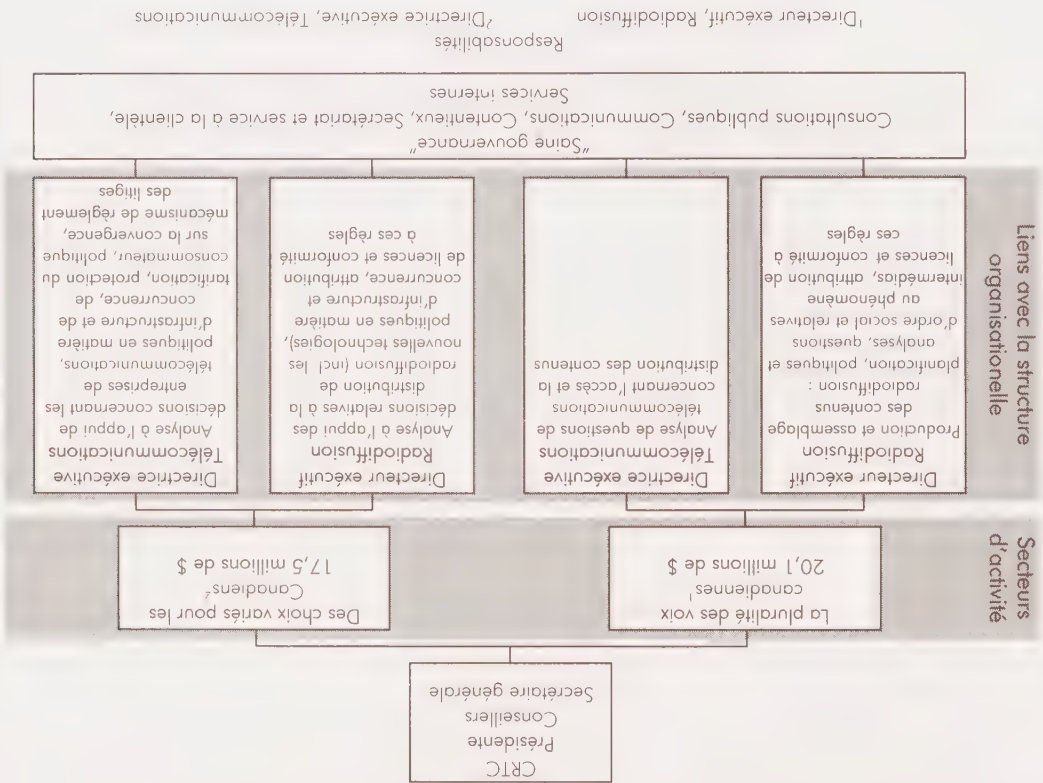 CRTC
Présidente
Conseillers
Secrétaire générale
Secteurs
d'activité
La pluralité des voix
canadiennes¹
20,1 millions de $
Des choix variés pour les
Canadiens²
17,5 millions de $
Liens avec la structure
organisationelle
Directeur exécutif
Radiodiffusion
Production et assemblage
des contenus
radiodiffusion :
planification, politiques et
analyses, questions
d'ordre social et relatives
au phénomène
intermédias, attribution de
licences et conformité à
ces règles
Directrice exécutive
Télécommunications
Analyse de questions de
télécommunications
concernant l'accès et la
distribution des contenus
Directeur exécutif
Radiodiffusion
Analyse à l'appui des
décisions relatives à la
distribution de
radiodiffusion (incl les
nouvelles technologies),
politiques en matière
d'infrastructure et
concurrence, attribution
de licences et conformité
à ces règles
Directrice exécutive
Télécommunications
Analyse à l'appui de
décisions concernant les
entreprises de
télécommunications,
politiques en matière
d'infrastructure et de
concurrence, de
tarification, protection du
consommateur, politique
sur la convergence,
mécanisme de règlement
des litiges
"Saine gouvernance"
Consultations publiques, Communications, Contentieux, Secrétariat et service à la clientèle,
Services internes
Responsabilités
¹Directeur exécutif, Radiodiffusion ²Directrice exécutive, Télécommunications